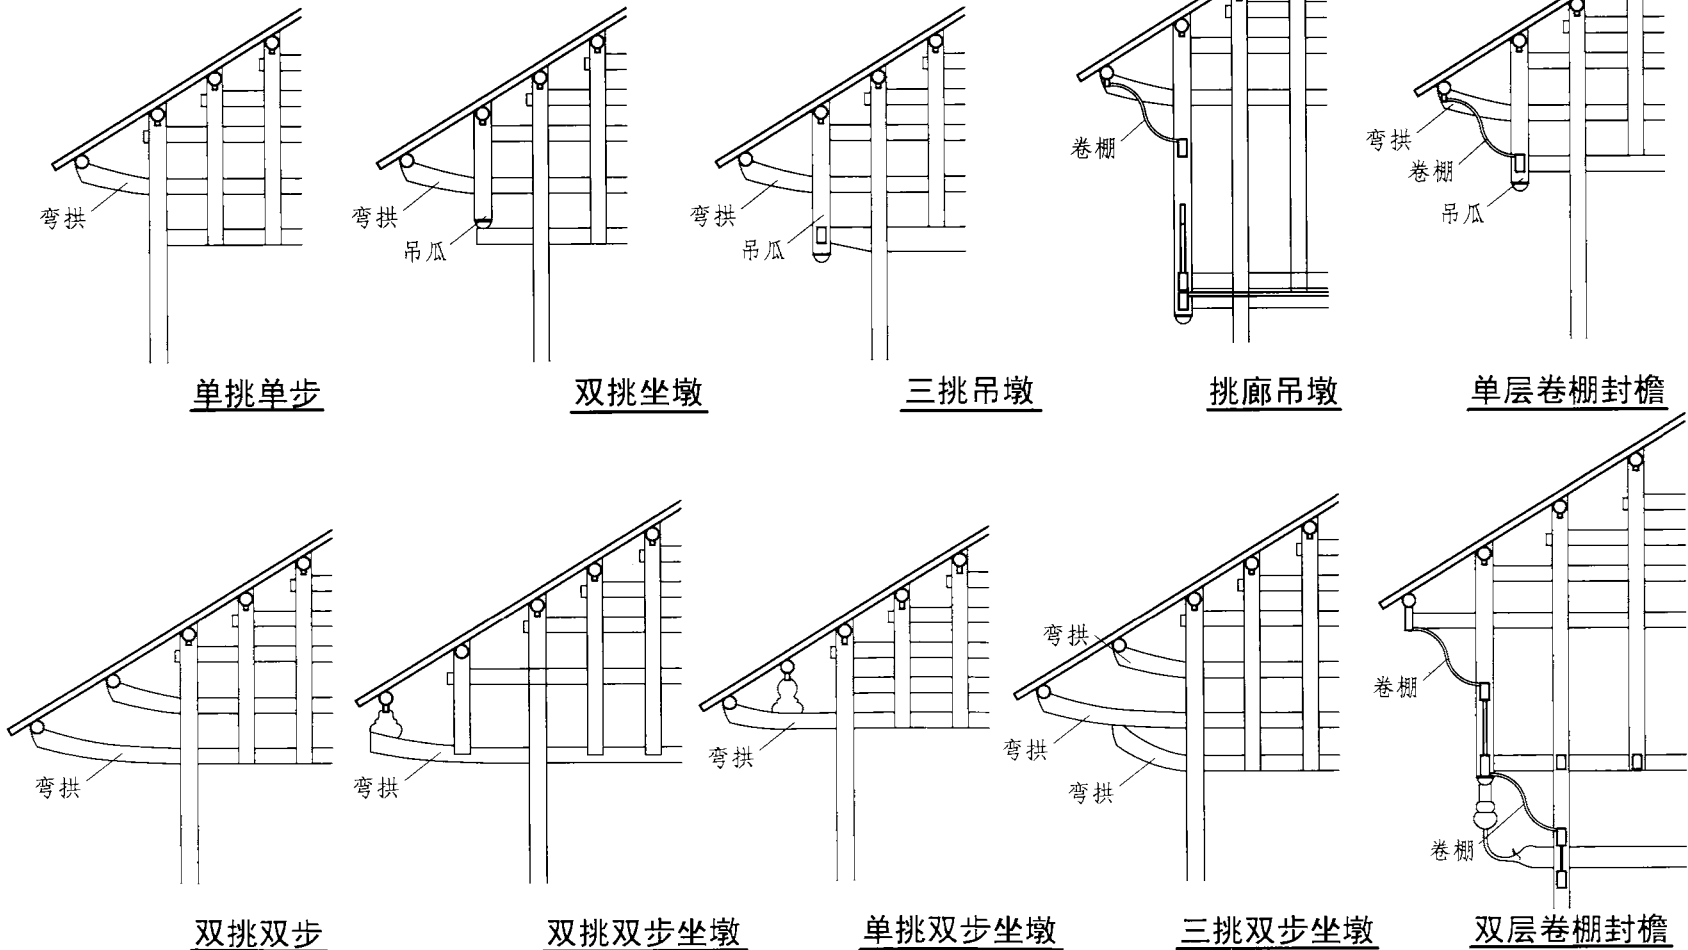 弯拱
单挑单步
弯拱
吊瓜
双挑坐墩
弯拱
吊瓜
三挑吊墩
卷棚
挑廊吊墩
弯拱
卷棚
吊瓜
单层卷棚封檐
弯拱
双挑双步
弯拱
双挑双步坐墩
弯拱
单挑双步坐墩
弯拱
弯拱
弯拱
三挑双步坐墩
卷棚
卷棚
双层卷棚封檐